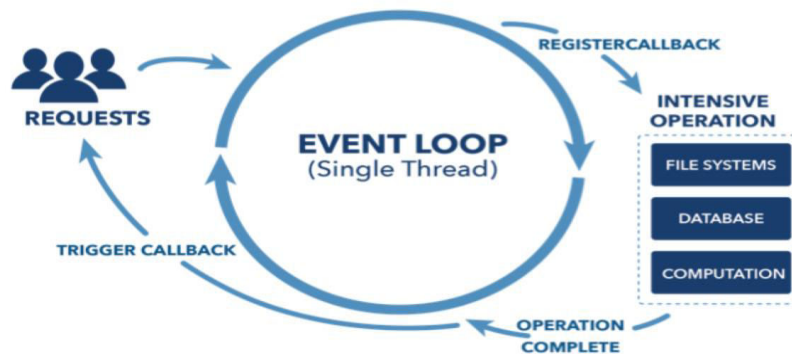 REQUESTS
EVENT LOOP
(Single Thread)
REGISTERCALLBACK
INTENSIVE
OPERATION
FILE SYSTEMS
DATABASE
COMPUTATION
OPERATION
COMPLETE
TRIGGER CALLBACK